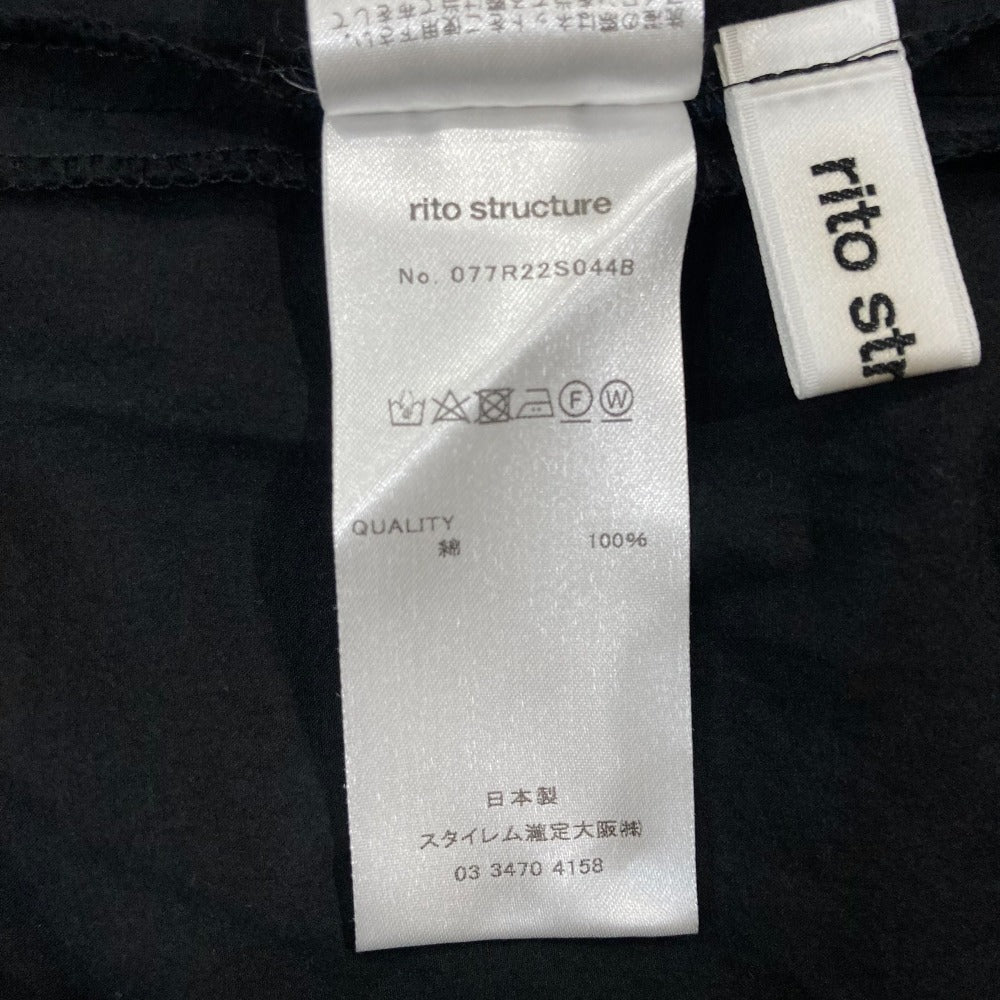 rito structure
No. 077R22S044B
F W
QUALITY
綿 100%
日本製
スタイレム瀧定大阪㈱
03 3470 4158
rito str